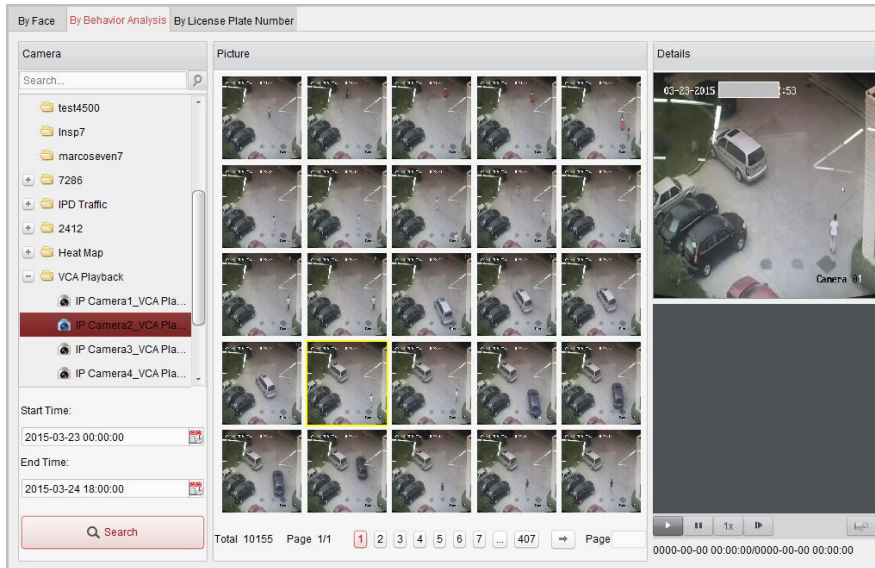 By Face By Behavior Analysis By License Plate Number
Camera
Search...
test4500
Insp7
marcoseven7
7286
IPD Traffic
2412
Heat Map
VCA Playback
IP Camera1_VCA Pla...
IP Camera2_VCA Pla...
IP Camera3_VCA Pla...
IP Camera4_VCA Pla...
Start Time:
2015-03-23 00:00:00
End Time:
2015-03-24 18:00:00
Search
Picture
Total 10155 Page 1/1 1 2 3 4 5 6 7 ... 407 Page
Details
03-23-2015 :53
Camera 01
1x
0000-00-00 00:00:00/0000-00-00 00:00:00